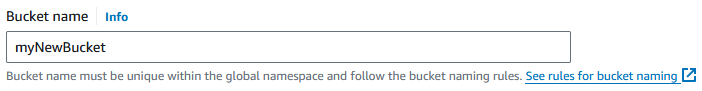 Bucket name Info
myNewBucket
Bucket name must be unique within the global namespace and follow the bucket naming rules. See rules for bucket naming